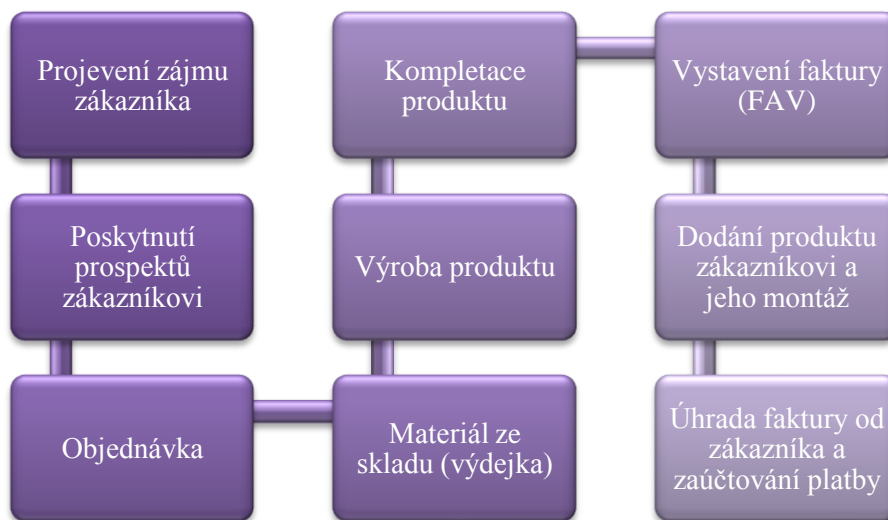 Projevení zájmu
zákazníka
Poskytnutí
prospektů
zákazníkovi
Objednávka
Materiál ze
skladu (výdejka)
Výroba produktu
Kompletace
produktu
Vystavení faktury
(FAV)
Dodání produktu
zákazníkovi a
jeho montáž
Úhrada faktury od
zákazníka a
zaúčtování platby